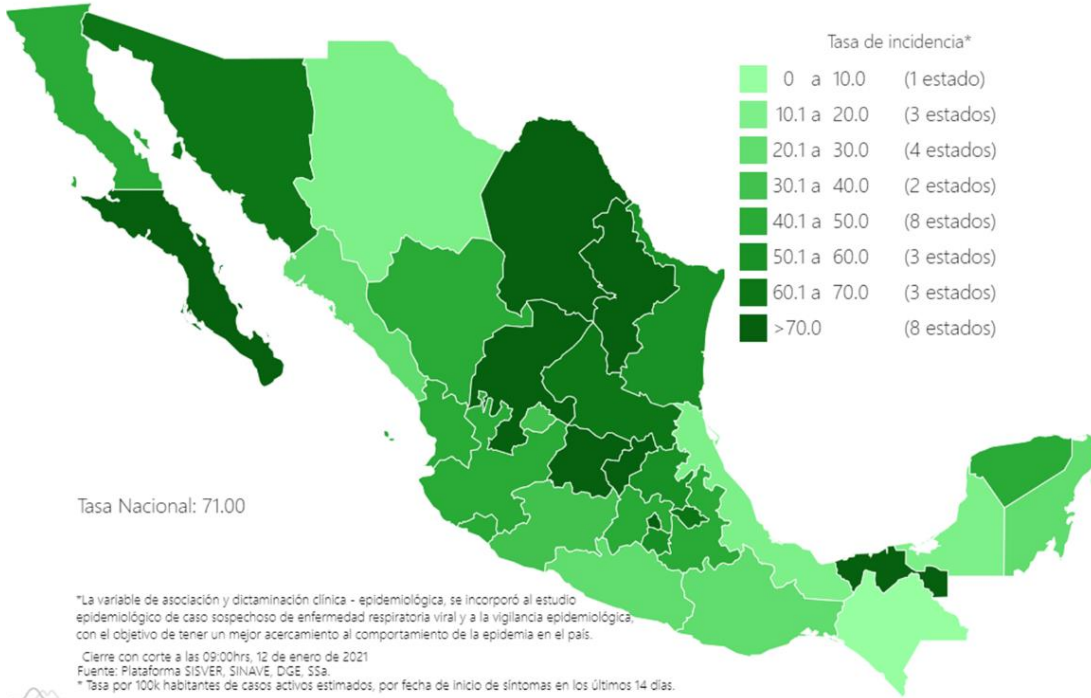 Tasa de incidencia*
0 a 10.0 (1 estado)
10.1 a 20.0 (3 estados)
20.1 a 30.0 (4 estados)
30.1 a 40.0 (2 estados)
40.1 a 50.0 (8 estados)
50.1 a 60.0 (3 estados)
60.1 a 70.0 (3 estados)
>70.0 (8 estados)
Tasa Nacional: 71.00
*La variable de asociación y dictaminación clínica - epidemiológica, se incorporó al estudio
epidemiológico de caso sospechoso de enfermedad respiratoria viral y a la vigilancia epidemiológica,
con el objetivo de tener un mejor acercamiento al comportamiento de la epidemia en el país.
Cierre con corte a las 09:00hrs, 12 de enero de 2021
Fuente: Plataforma SISVER, SINAVE, DGE, SSa.
* Tasa por 100k habitantes de casos activos estimados, por fecha de inicio de síntomas en los últimos 14 días.